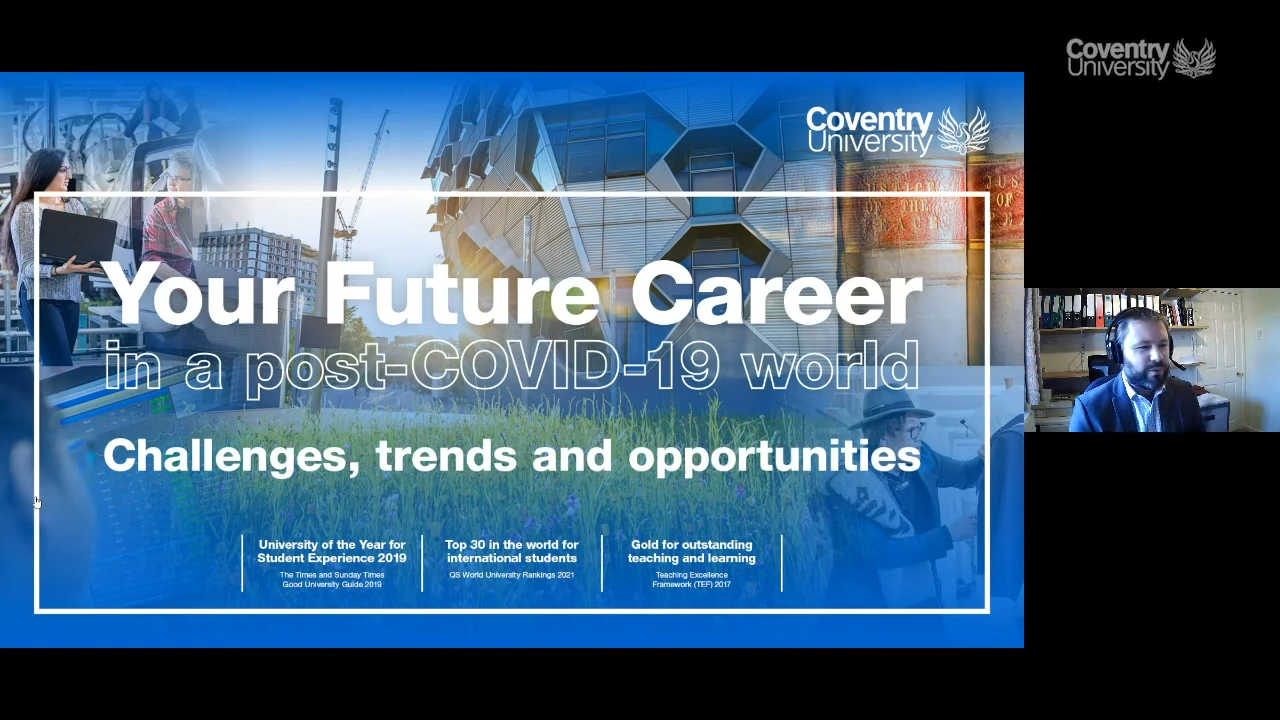 Coventry
University
Coventry
University
JUSTICE
OF THE
Your Future Career
in a post-COVID-19 world
Challenges, trends and opportunities
University of the Year for
Student Experience 2019
The Times and Sunday Times
Good University Guide 2019
Top 30 in the world for
international students
QS World University Rankings 2021
Gold for outstanding
teaching and learning
Teaching Excellence
Framework (TEF) 2017